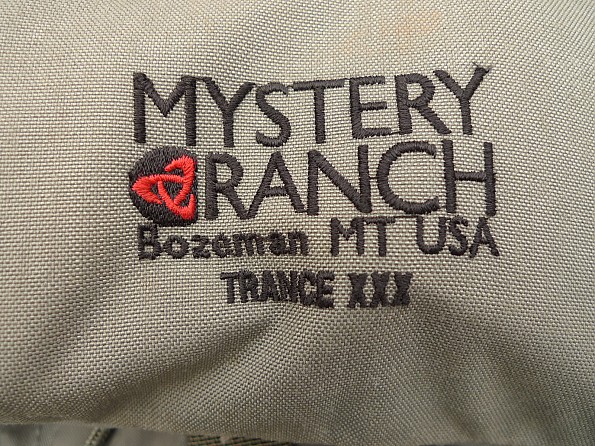 MYSTERY
RANCH
Bozeman MT USA
TRANCE XXX